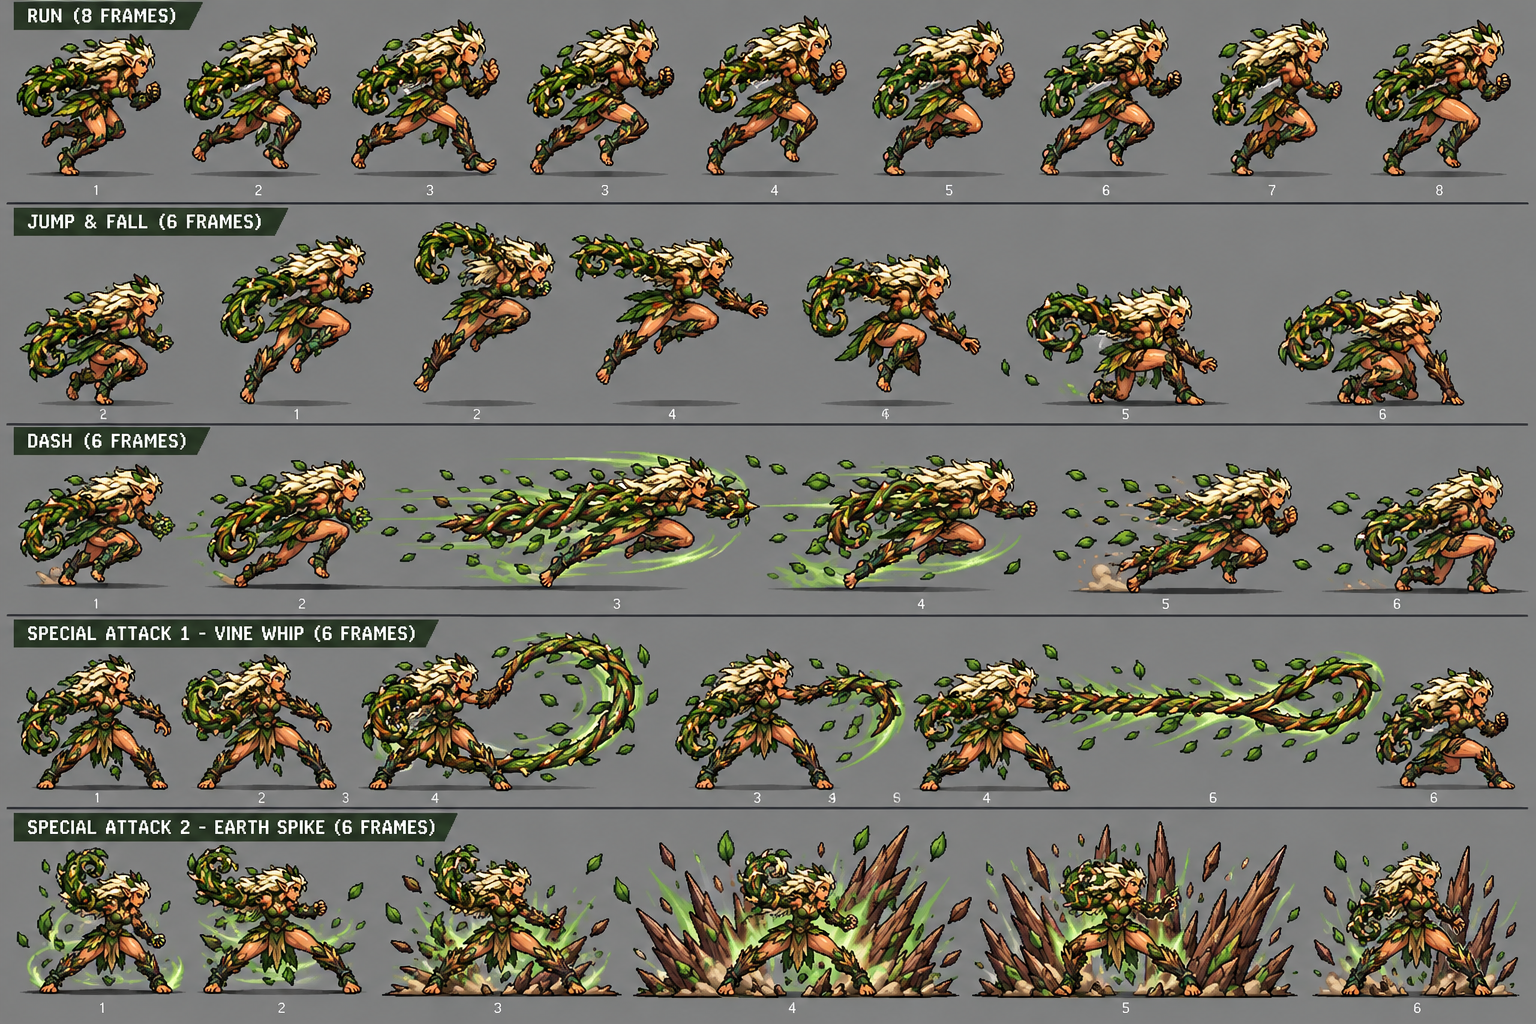 RUN (8 FRAMES)
1 2 3 3 4 5 6 7 8
JUMP & FALL (6 FRAMES)
2 1 2 4 4 5 6
DASH (6 FRAMES)
1 2 3 4 5 6
SPECIAL ATTACK 1 - VINE WHIP (6 FRAMES)
1 2 3 4 3 4 6 6
SPECIAL ATTACK 2 - EARTH SPIKE (6 FRAMES)
1 2 3 4 5 6